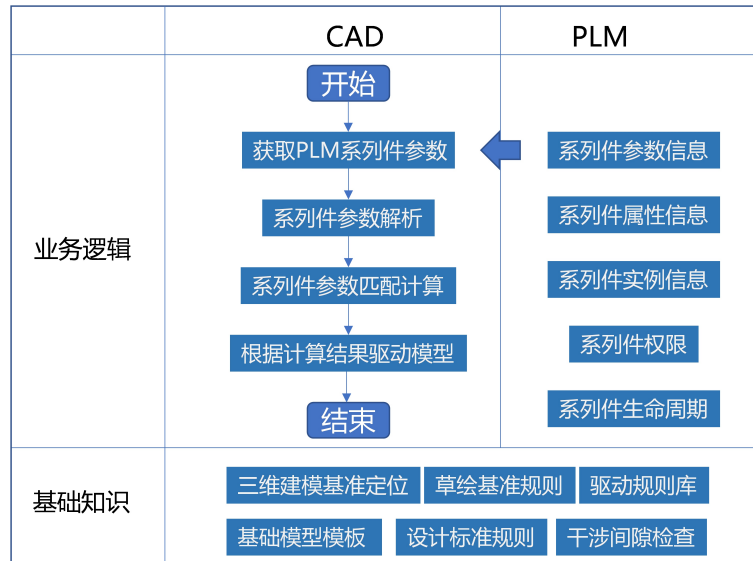 CAD
PLM
开始
获取PLM系列件参数
系列件参数信息
系列件参数解析
系列件属性信息
业务逻辑
系列件参数匹配计算
系列件实例信息
根据计算结果驱动模型
系列件权限
结束
系列件生命周期
基础知识
三维建模基准定位
草绘基准规则
驱动规则库
基础模型模板
设计标准规则
干涉间隙检查